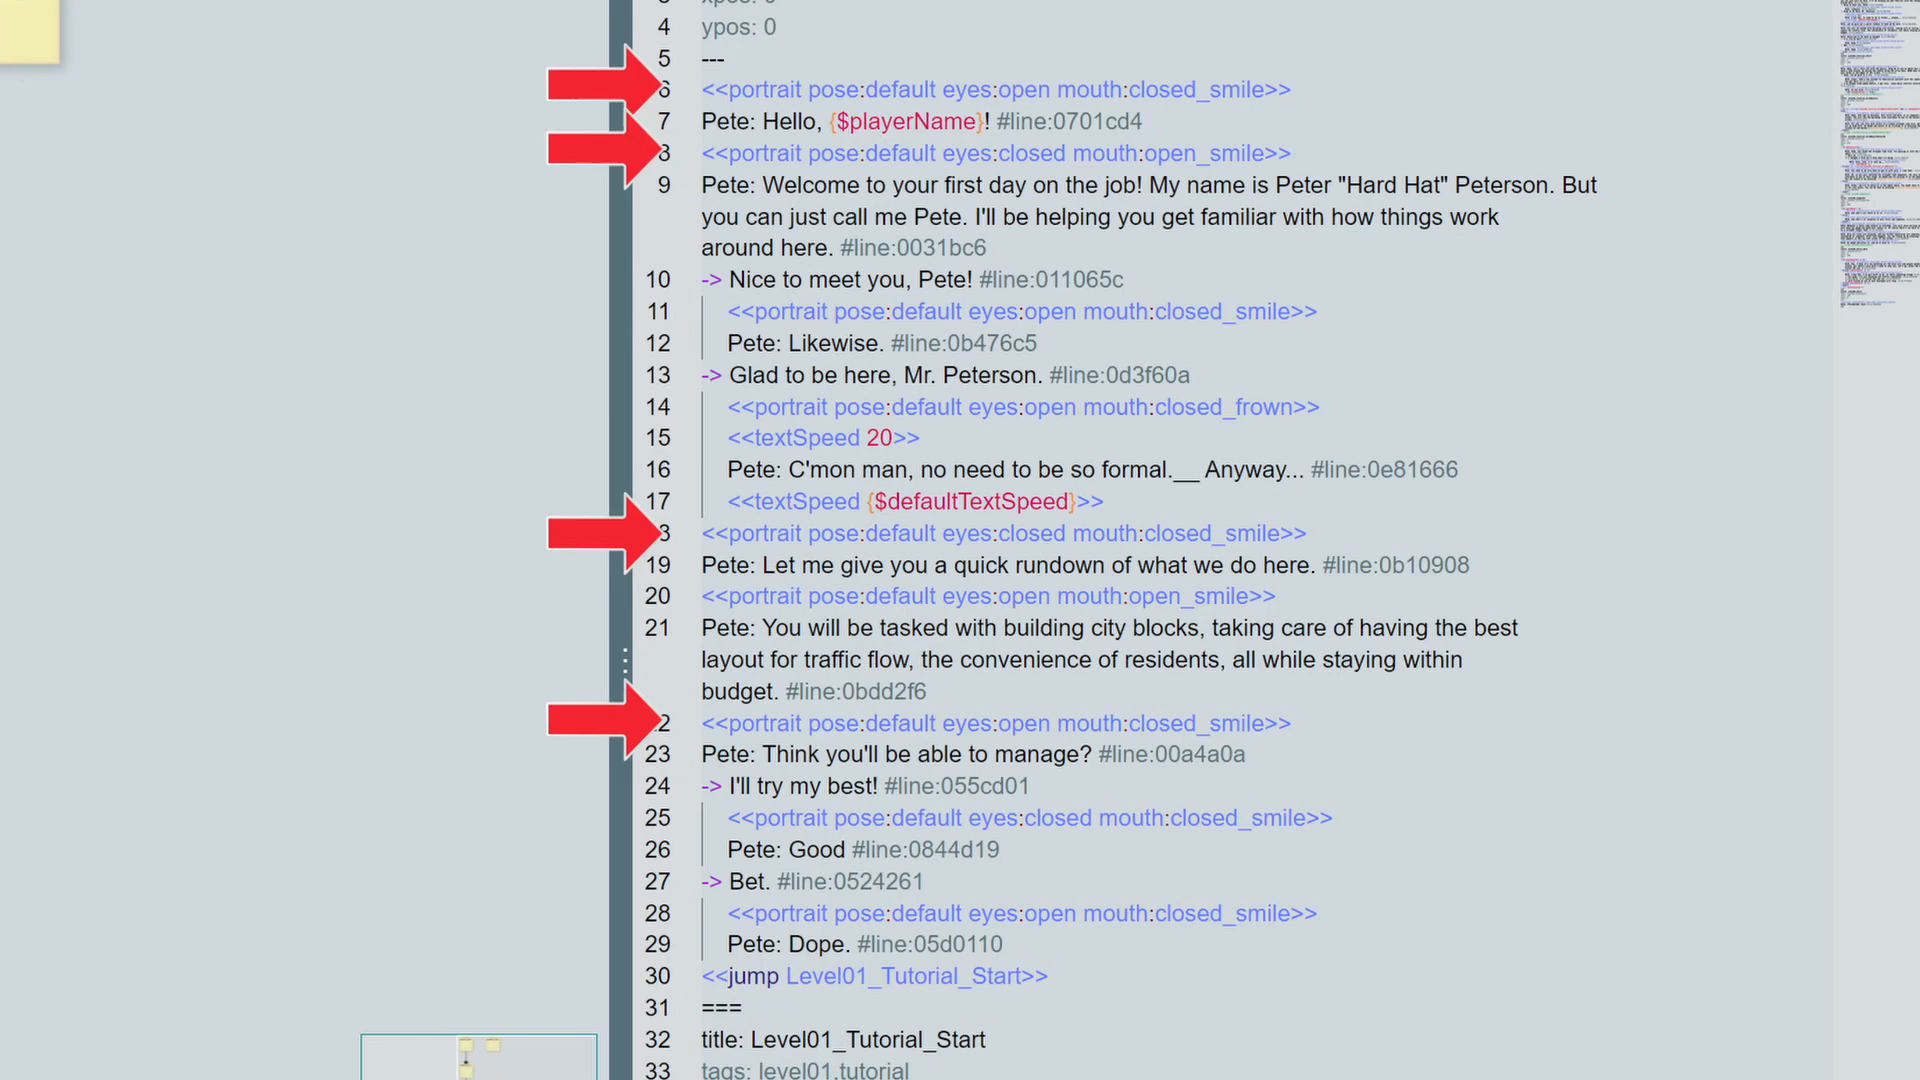 xpos: 0
4 ypos: 0
5 ---
6 <<portrait pose:default eyes:open mouth:closed_smile>>
7 Pete: Hello, {$playerName}! #line:0701cd4
8 <<portrait pose:default eyes:closed mouth:open_smile>>
9 Pete: Welcome to your first day on the job! My name is Peter "Hard Hat" Peterson. But
you can just call me Pete. I'll be helping you get familiar with how things work
around here. #line:0031bc6
10 -> Nice to meet you, Pete! #line:011065c
11 <<portrait pose:default eyes:open mouth:closed_smile>>
12 Pete: Likewise. #line:0b476c5
13 -> Glad to be here, Mr. Peterson. #line:0d3f60a
14 <<portrait pose:default eyes:open mouth:closed_frown>>
15 <<textSpeed 20>>
16 Pete: C'mon man, no need to be so formal.__ Anyway... #line:0e81666
17 <<textSpeed {$defaultTextSpeed}>>
8 <<portrait pose:default eyes:closed mouth:closed_smile>>
19 Pete: Let me give you a quick rundown of what we do here. #line:0b10908
20 <<portrait pose:default eyes:open mouth:open_smile>>
21 Pete: You will be tasked with building city blocks, taking care of having the best
layout for traffic flow, the convenience of residents, all while staying within
budget. #line:0bdd2f6
2 <<portrait pose:default eyes:open mouth:closed_smile>>
23 Pete: Think you'll be able to manage? #line:00a4a0a
24 -> I'll try my best! #line:055cd01
25 <<portrait pose:default eyes:closed mouth:closed_smile>>
26 Pete: Good #line:0844d19
27 -> Bet. #line:0524261
28 <<portrait pose:default eyes:open mouth:closed_smile>>
29 Pete: Dope. #line:05d0110
30 <<jump Level01_Tutorial_Start>>
31 ===
32 title: Level01_Tutorial_Start
33 tags: level01,tutorial